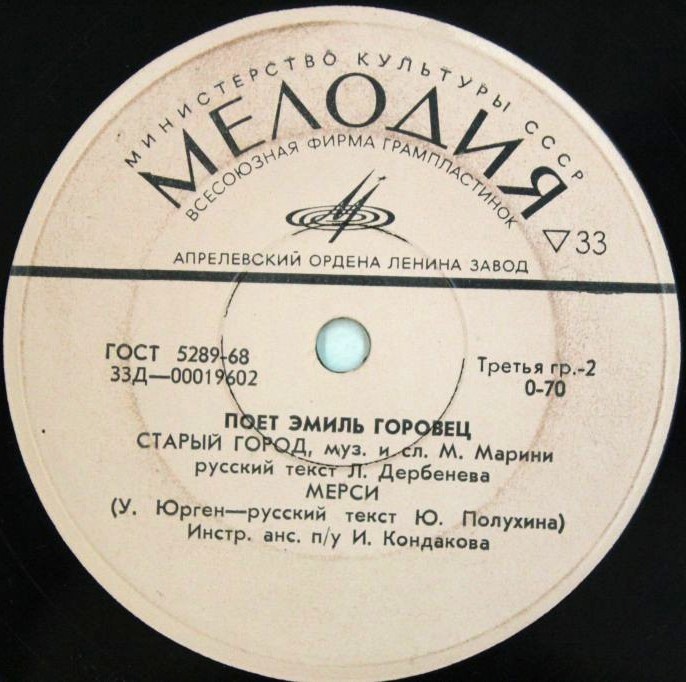 МИНИСТЕРСТВО КУЛЬТУРЫ СССР
МЕЛОДИЯ
ВСЕСОЮЗНАЯ ФИРМА ГРАМПЛАСТИНОК
33
АПРЕЛЕВСКИЙ ОРДЕНА ЛЕНИНА ЗАВОД
ГОСТ 5289-68
33Д—00019602
Третья гр.-2
0-70
ПОЕТ ЭМИЛЬ ГОРОВЕЦ
СТАРЫЙ ГОРОД, муз. и сл. М. Марини
русский текст Л. Дербенева
МЕРСИ
(У. Юрген—русский текст Ю. Полухина)
Инстр. анс. п/у И. Кондакова